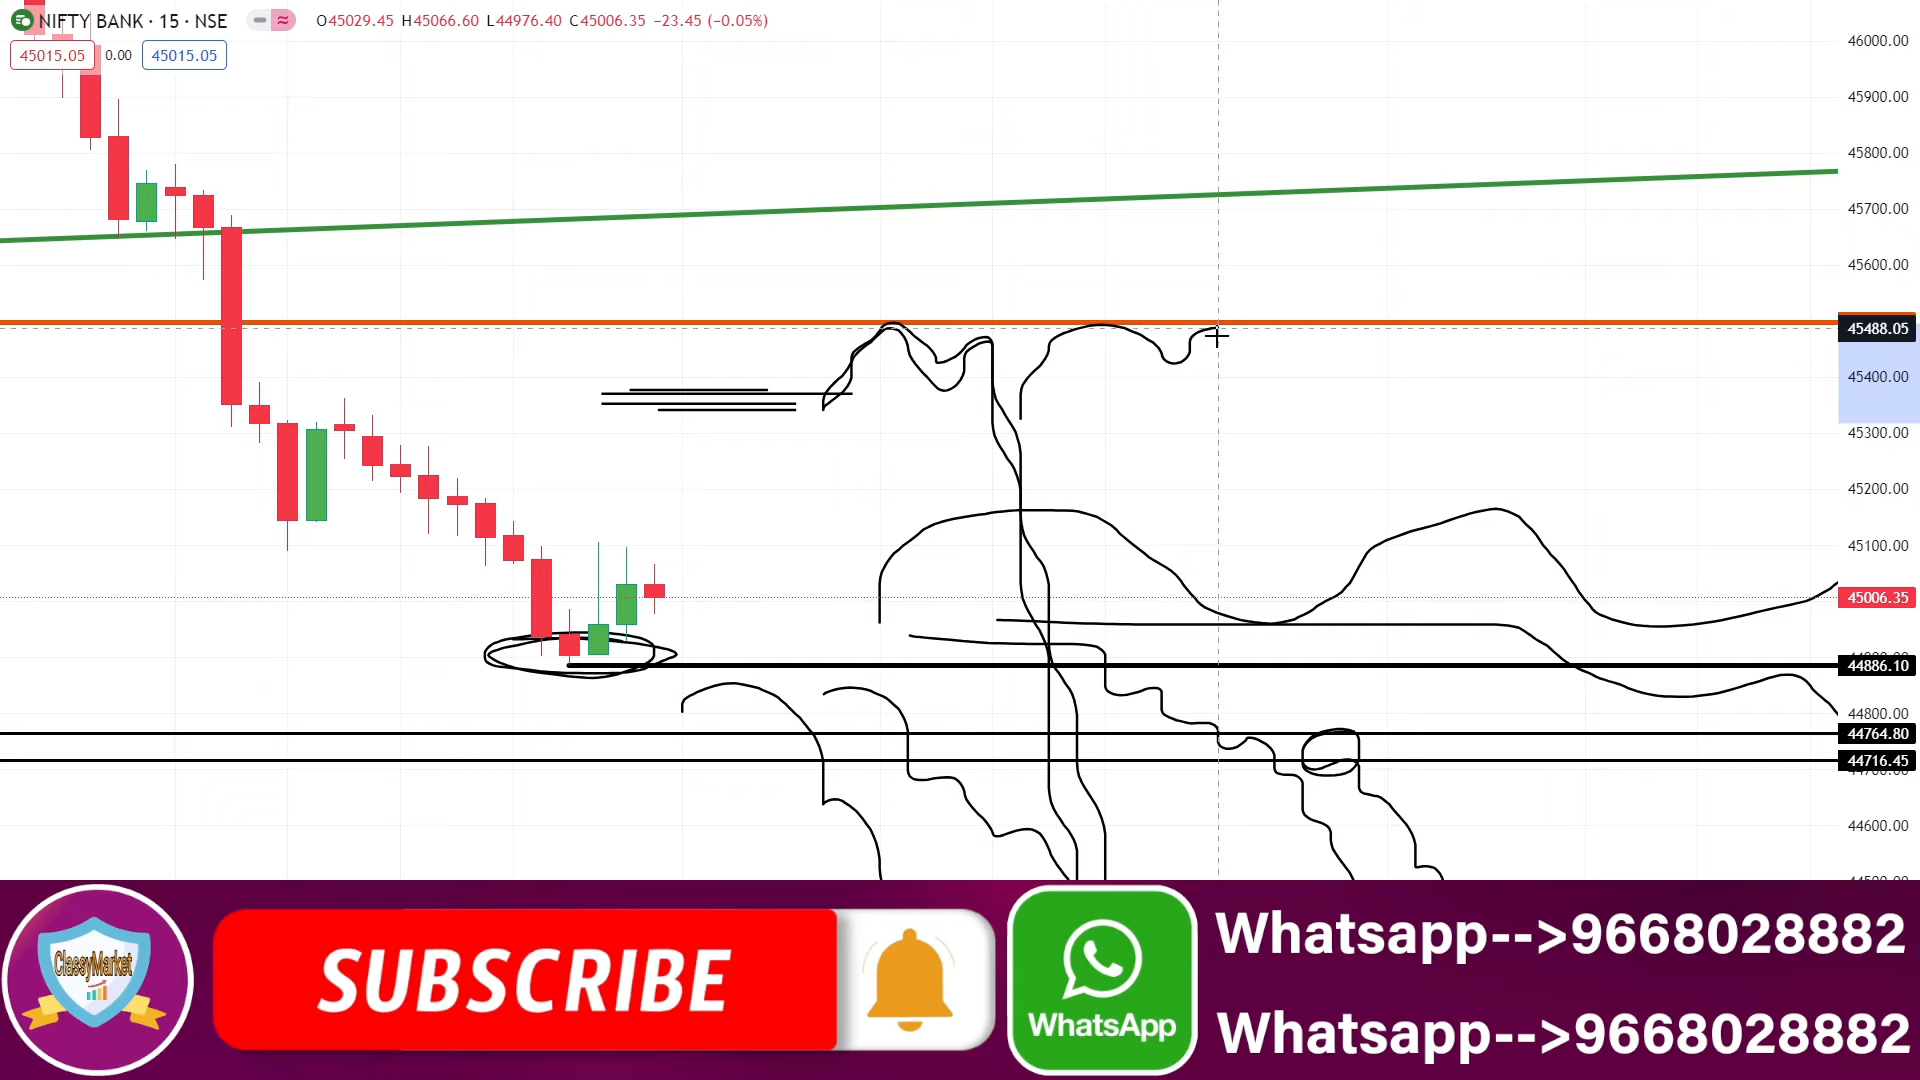 NIFTY BANK · 15 · NSE
O45029.45 H45066.60 L44976.40 C45006.35 −23.45 (−0.05%)
45015.05 0.00 45015.05
46000.00
45900.00
45800.00
45700.00
45600.00
45488.05
45400.00
45300.00
45200.00
45100.00
45006.35
44886.10
44800.00
44764.80
44716.45
44600.00
ClassyMarket
SUBSCRIBE
WhatsApp
Whatsapp-->9668028882
Whatsapp-->9668028882